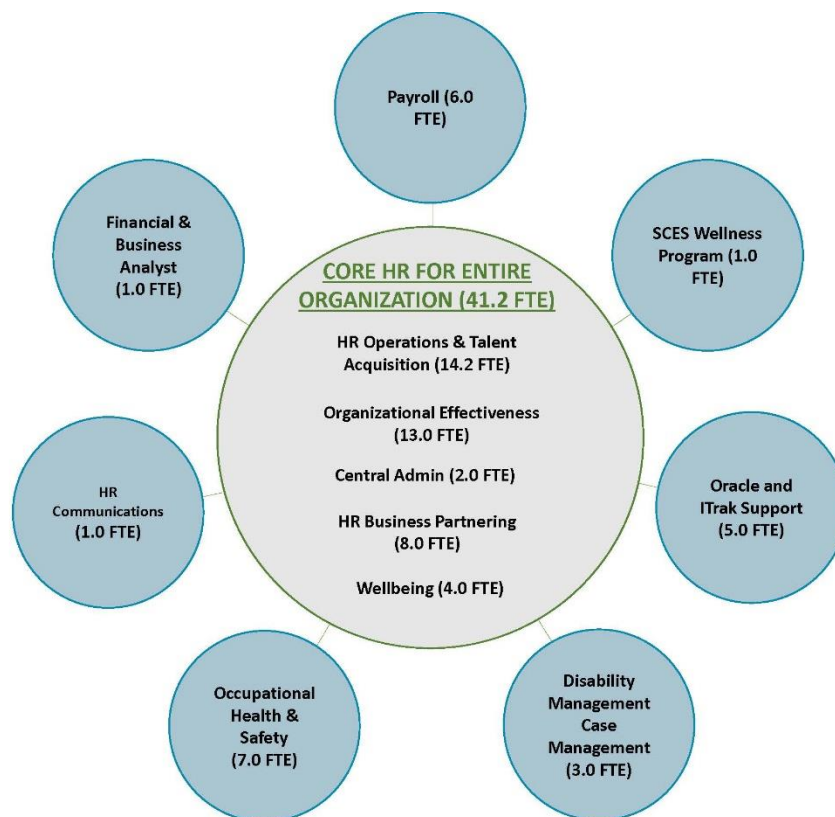 Payroll (6.0
FTE)
Financial &
Business
Analyst
(1.0 FTE)
SCES Wellness
Program (1.0
FTE)
CORE HR FOR ENTIRE
ORGANIZATION (41.2 FTE)
HR Operations & Talent
Acquisition (14.2 FTE)
Organizational Effectiveness
(13.0 FTE)
Central Admin (2.0 FTE)
HR Business Partnering
(8.0 FTE)
Wellbeing (4.0 FTE)
HR
Communications
(1.0 FTE)
Oracle and
ITrak Support
(5.0 FTE)
Occupational
Health &
Safety
(7.0 FTE)
Disability
Management
Case
Management
(3.0 FTE)